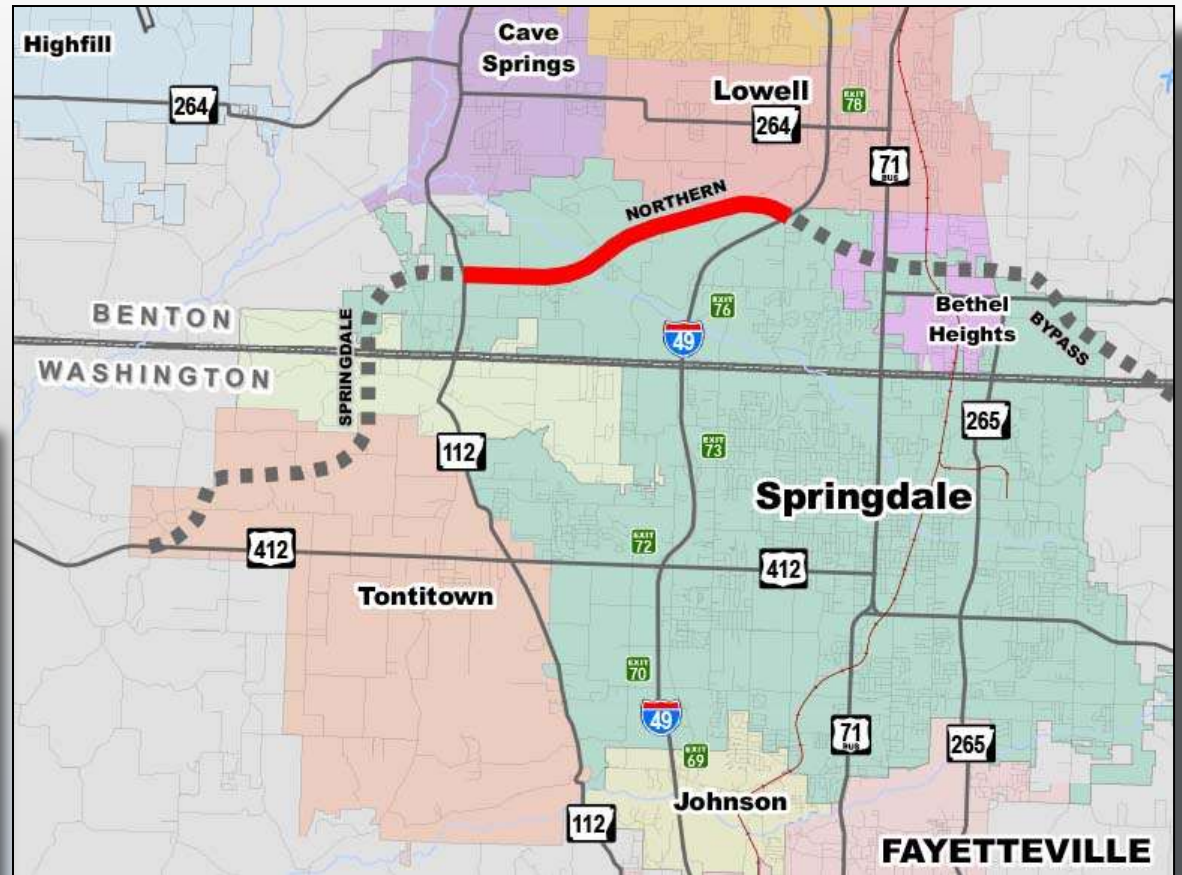 Highfill
Cave
Springs
Lowell
EXIT
78
264
264
71
BUS
NORTHERN
BENTON
WASHINGTON
SPRINGDALE
EXIT
76
49
Bethel
Heights
BYPASS
112
EXIT
73
265
Springdale
412
EXIT
72
412
Tontitown
EXIT
70
49
71
BUS
265
EXIT
69
Johnson
112
FAYETTEVILLE